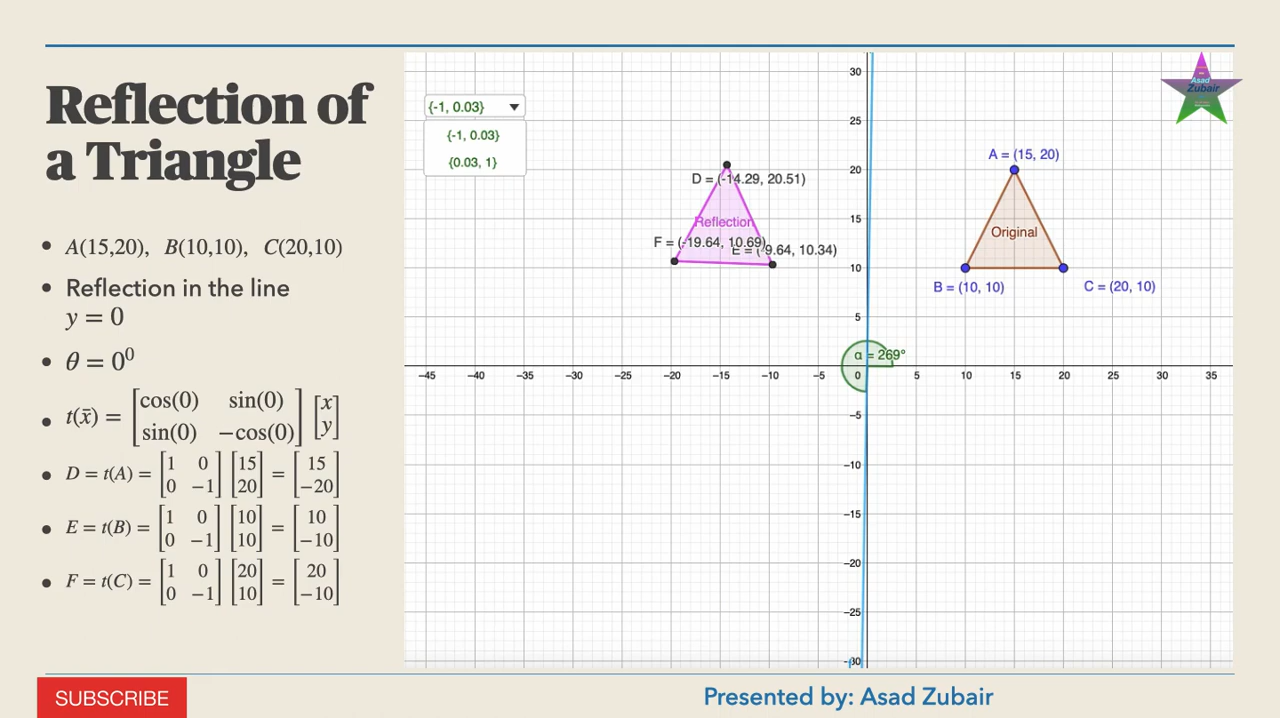 Reflection of
a Triangle
• A(15,20), B(10,10), C(20,10)
• Reflection in the line
y = 0
• θ = 0⁰
• t(x̄) = [cos(0) sin(0) sin(0) −cos(0)] [x y]
• D = t(A) = [1 0 0 −1] [15 20] = [15 −20]
• E = t(B) = [1 0 0 −1] [10 10] = [10 −10]
• F = t(C) = [1 0 0 −1] [20 10] = [20 −10]
{-1, 0.03}
{-1, 0.03}
{0.03, 1}
D = (-14.29, 20.51)
Reflection
F = (-19.64, 10.69)
E = (-9.64, 10.34)
A = (15, 20)
Original
B = (10, 10)
C = (20, 10)
α = 269°
30
25
20
15
10
5
−45 −40 −35 −30 −25 −20 −15 −10 −5 0 5 10 15 20 25 30 35
−5
−10
−15
−20
−25
−30
Asad
Zubair
SUBSCRIBE
Presented by: Asad Zubair